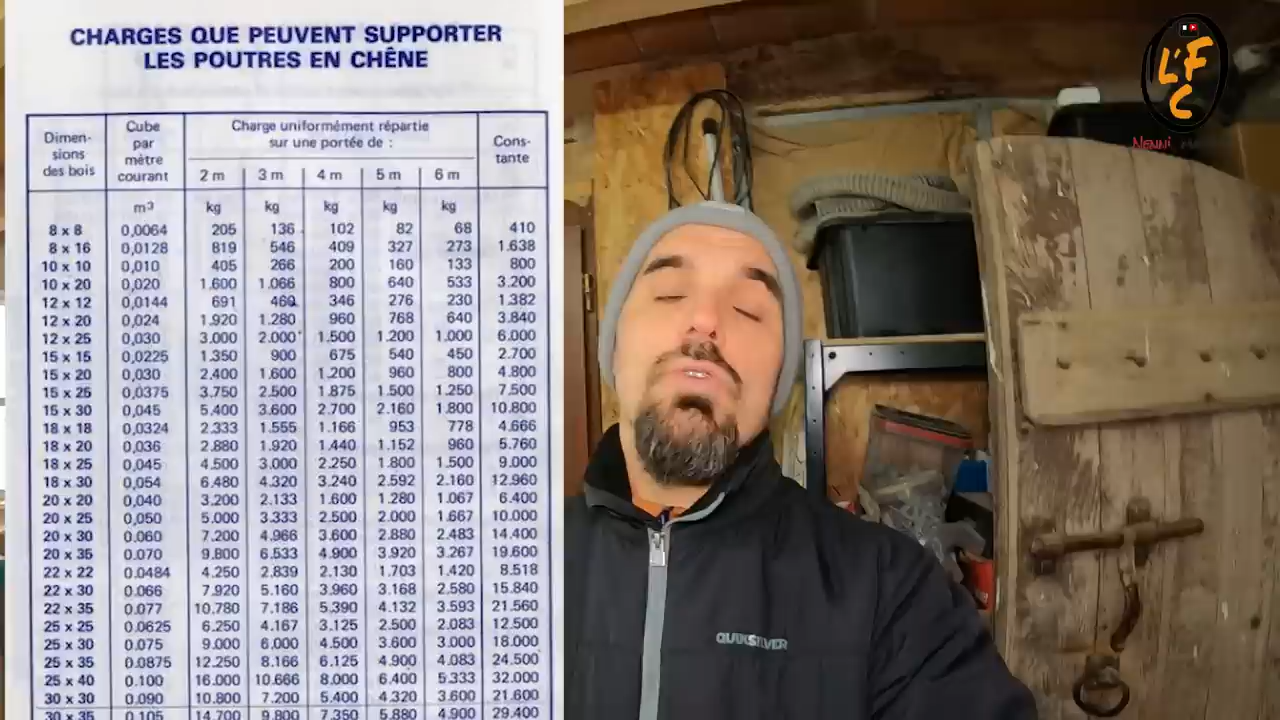 CHARGES QUE PEUVENT SUPPORTER
LES POUTRES EN CHÊNE
Dimen-
sions
des bois
Cube
par
mètre
courant
Charge uniformément répartie
sur une portée de :
Cons-
tante
2 m 3 m 4 m 5 m 6 m
m³ kg kg kg kg kg
8 x 8 0,0064 205 136 102 82 68 410
8 x 16 0,0128 819 546 409 327 273 1.638
10 x 10 0,010 405 266 200 160 133 800
10 x 20 0,020 1.600 1.066 800 640 533 3.200
12 x 12 0,0144 691 460 346 276 230 1.382
12 x 20 0,024 1.920 1.280 960 768 640 3.840
12 x 25 0,030 3.000 2.000 1.500 1.200 1.000 6.000
15 x 15 0,0225 1.350 900 675 540 450 2.700
15 x 20 0,030 2.400 1.600 1,200 960 800 4.800
15 x 25 0,0375 3.750 2.500 1.875 1.500 1.250 7.500
15 x 30 0,045 5.400 3.600 2.700 2.160 1.800 10.800
18 x 18 0,0324 2.333 1.555 1.166 953 778 4.666
18 x 20 0,036 2.880 1.920 1.440 1.152 960 5.760
18 x 25 0,045 4.500 3.000 2.250 1.800 1.500 9.000
18 x 30 0,054 6,480 4.320 3.240 2.592 2.160 12.960
20 x 20 0,040 3.200 2.133 1.600 1.280 1.067 6.400
20 x 25 0,050 5.000 3.333 2.500 2.000 1.667 10.000
20 x 30 0.060 7.200 4.966 3.600 2.880 2.483 14.400
20 x 35 0.070 9.800 6.533 4.900 3.920 3.267 19.600
22 x 22 0.0484 4.250 2.839 2.130 1.703 1.420 8.518
22 x 30 0.066 7.920 5.160 3.960 3.168 2.580 15.840
22 x 35 0.077 10.780 7.186 5.390 4.132 3.593 21.560
25 x 25 0.0625 6.250 4.167 3.125 2.500 2.083 12.500
25 x 30 0.075 9.000 6.000 4.500 3.600 3.000 18.000
25 x 35 0.0875 12.250 8.166 6.125 4.900 4.083 24.500
25 x 40 0.100 16.000 10.666 8.000 6.400 5.333 32.000
30 x 30 0.090 10.800 7.200 5.400 4.320 3.600 21.600
30 x 35 0.105 14.700 9.800 7.350 5.880 4.900 29.400
L'F
C
NENNI
QUIKSILVER